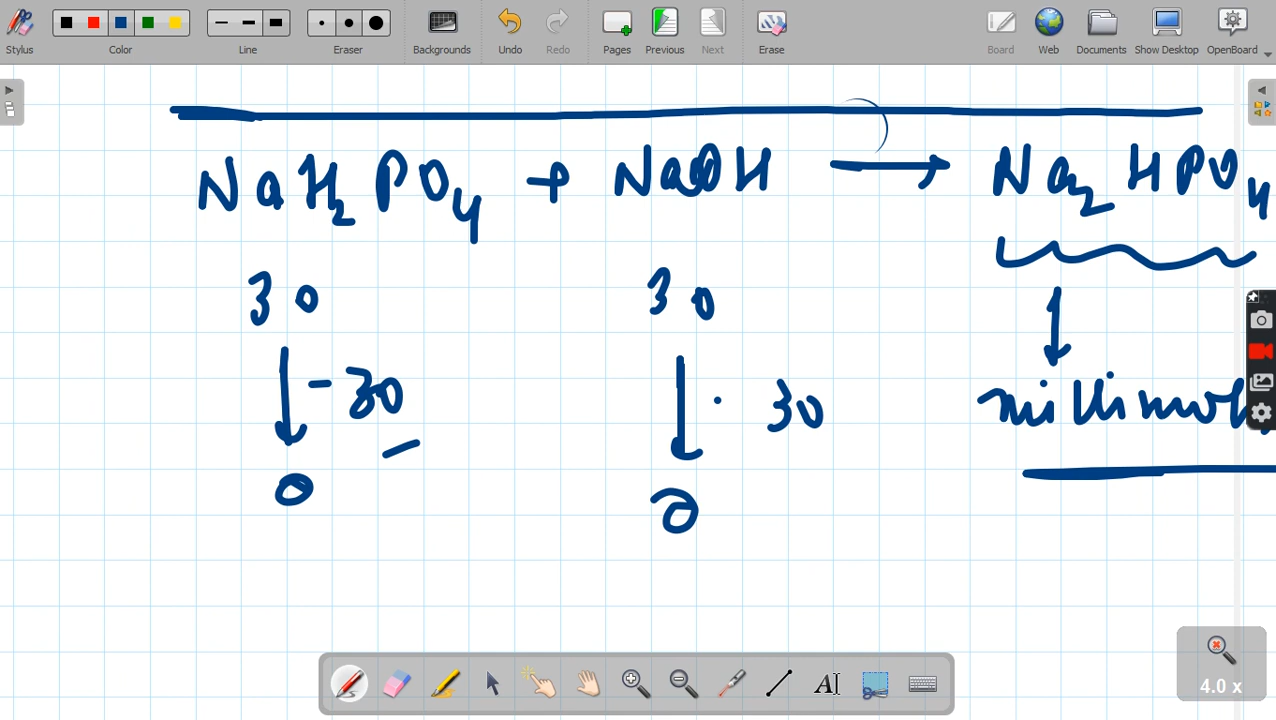 Stylus Color Line Eraser Backgrounds Undo Redo Pages Previous Next Erase Board Web Documents Show Desktop OpenBoard
NaH₂PO₄ + NaOH → Na₂HPO₄
30 30
- 30 30
millimol
0 0
4.0 x